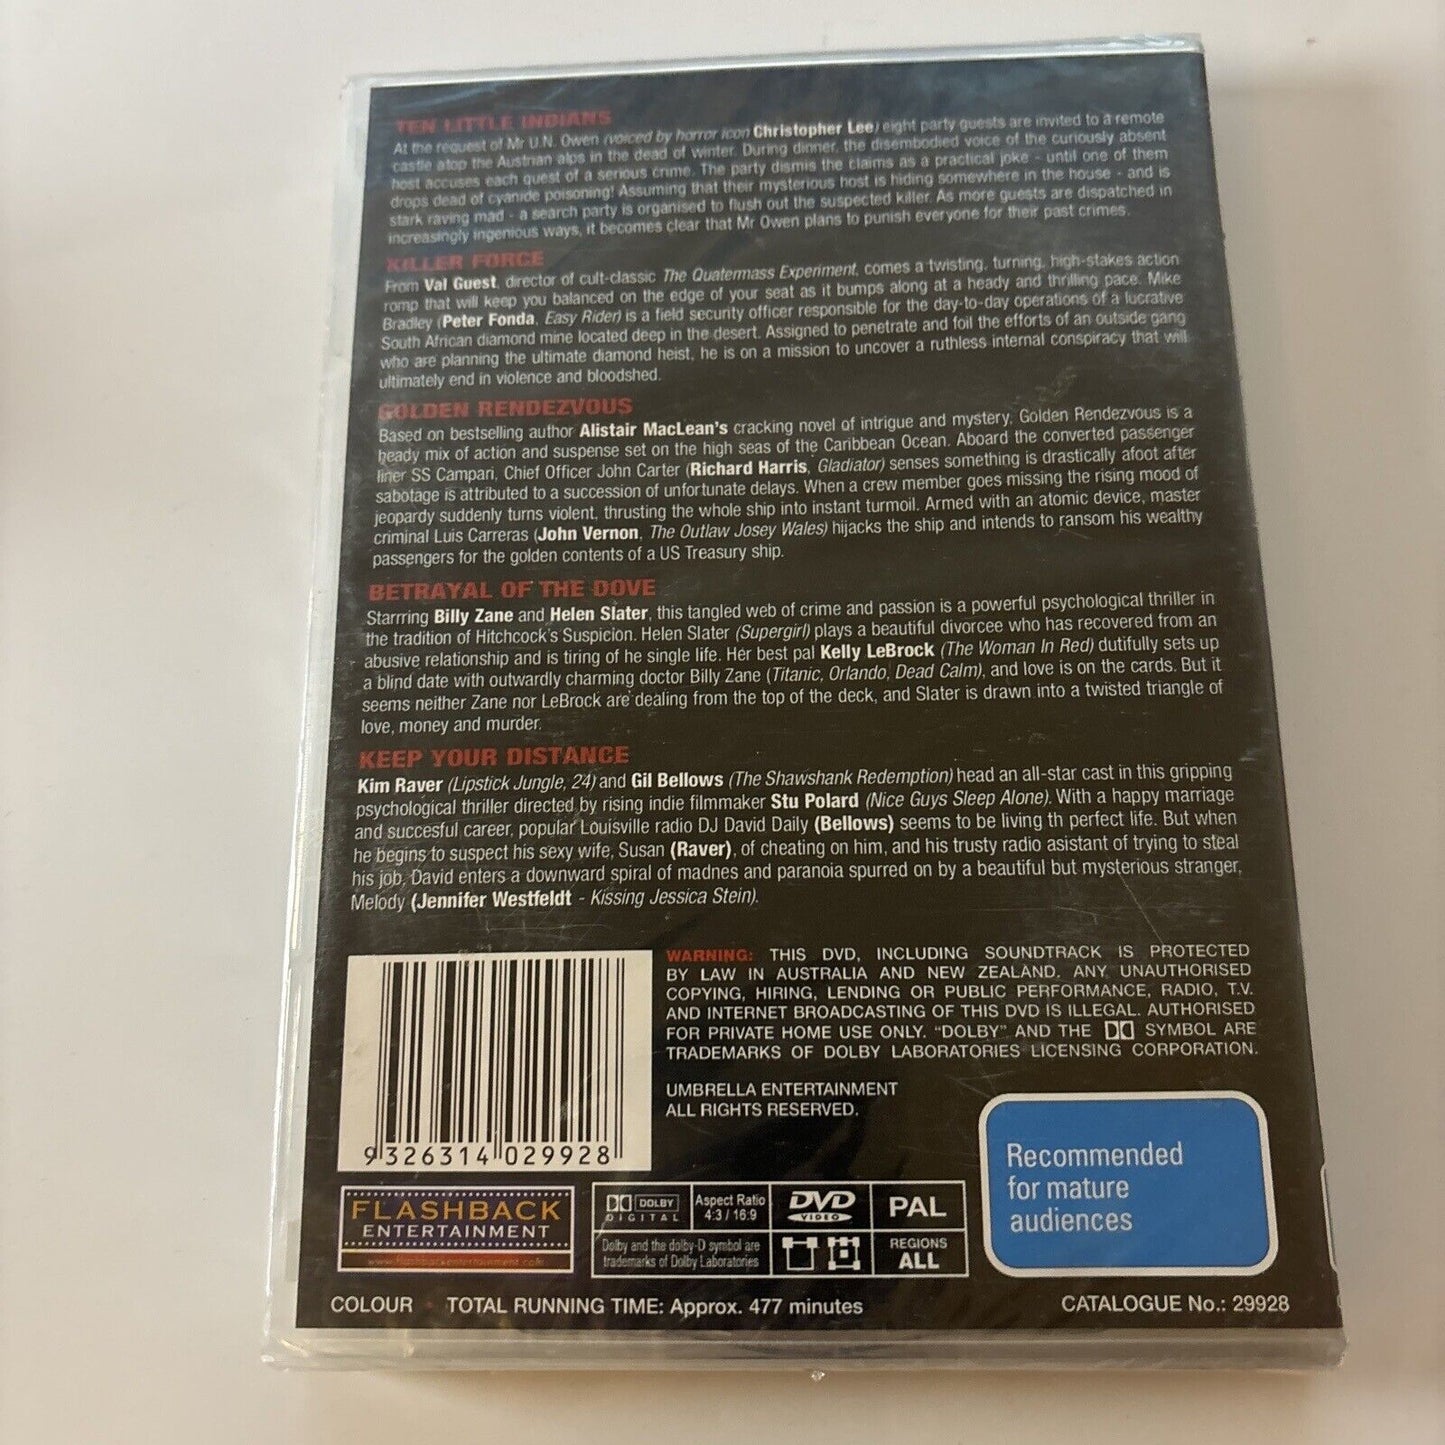 TEN LITTLE INDIANS
At the request of Mr U.N. Owen (voiced by horror icon Christopher Lee) eight party guests are invited to a remote
castle atop the Austrian alps in the dead of winter. During dinner, the disembodied voice of the curiously absent
host accuses each guest of a serious crime. The party dismis the claims as a practical joke - until one of them
drops dead of cyanide poisoning! Assuming that their mysterious host is hiding somewhere in the house - and is
stark raving mad - a search party is organised to flush out the suspected killer. As more guests are dispatched in
increasingly ingenious ways, it becomes clear that Mr Owen plans to punish everyone for their past crimes.
KILLER FORCE
From Val Guest, director of cult-classic The Quatermass Experiment, comes a twisting, turning, high-stakes action
romp that will keep you balanced on the edge of your seat as it bumps along at a heady and thrilling pace. Mike
Bradley (Peter Fonda, Easy Rider) is a field security officer responsible for the day-to-day operations of a lucrative
South African diamond mine located deep in the desert. Assigned to penetrate and foil the efforts of an outside gang
who are planning the ultimate diamond heist, he is on a mission to uncover a ruthless internal conspiracy that will
ultimately end in violence and bloodshed.
GOLDEN RENDEZVOUS
Based on bestselling author Alistair MacLean's cracking novel of intrigue and mystery, Golden Rendezvous is a
heady mix of action and suspense set on the high seas of the Caribbean Ocean. Aboard the converted passenger
liner SS Campari, Chief Officer John Carter (Richard Harris, Gladiator) senses something is drastically afoot after
sabotage is attributed to a succession of unfortunate delays. When a crew member goes missing the rising mood of
jeopardy suddenly turns violent, thrusting the whole ship into instant turmoil. Armed with an atomic device, master
criminal Luis Carreras (John Vernon, The Outlaw Josey Wales) hijacks the ship and intends to ransom his wealthy
passengers for the golden contents of a US Treasury ship.
BETRAYAL OF THE DOVE
Starrring Billy Zane and Helen Slater, this tangled web of crime and passion is a powerful psychological thriller in
the tradition of Hitchcock's Suspicion. Helen Slater (Supergirl) plays a beautiful divorcee who has recovered from an
abusive relationship and is tiring of he single life. Her best pal Kelly LeBrock (The Woman In Red) dutifully sets up
a blind date with outwardly charming doctor Billy Zane (Titanic, Orlando, Dead Calm), and love is on the cards. But it
seems neither Zane nor LeBrock are dealing from the top of the deck, and Slater is drawn into a twisted triangle of
love, money and murder.
KEEP YOUR DISTANCE
Kim Raver (Lipstick Jungle, 24) and Gil Bellows (The Shawshank Redemption) head an all-star cast in this gripping
psychological thriller directed by rising indie filmmaker Stu Polard (Nice Guys Sleep Alone). With a happy marriage
and succesful career, popular Louisville radio DJ David Daily (Bellows) seems to be living th perfect life. But when
he begins to suspect his sexy wife, Susan (Raver), of cheating on him, and his trusty radio asistant of trying to steal
his job, David enters a downward spiral of madnes and paranoia spurred on by a beautiful but mysterious stranger,
Melody (Jennifer Westfeldt - Kissing Jessica Stein).
WARNING: THIS DVD, INCLUDING SOUNDTRACK IS PROTECTED
BY LAW IN AUSTRALIA AND NEW ZEALAND. ANY UNAUTHORISED
COPYING, HIRING, LENDING OR PUBLIC PERFORMANCE, RADIO, T.V.
AND INTERNET BROADCASTING OF THIS DVD IS ILLEGAL. AUTHORISED
FOR PRIVATE HOME USE ONLY. "DOLBY" AND THE SYMBOL ARE
TRADEMARKS OF DOLBY LABORATORIES LICENSING CORPORATION.
UMBRELLA ENTERTAINMENT
ALL RIGHTS RESERVED.
9 326314 029928
Recommended
for mature
audiences
FLASHBACK
ENTERTAINMENT
www.flashbackentertainment.com
DOLBY
DIGITAL
Aspect Ratio
4:3 / 16:9
DVD
VIDEO
PAL
Dolby and the dolby-D symbol are
trademarks of Dolby Laboratories
REGIONS
ALL
COLOUR • TOTAL RUNNING TIME: Approx. 477 minutes
CATALOGUE No.: 29928